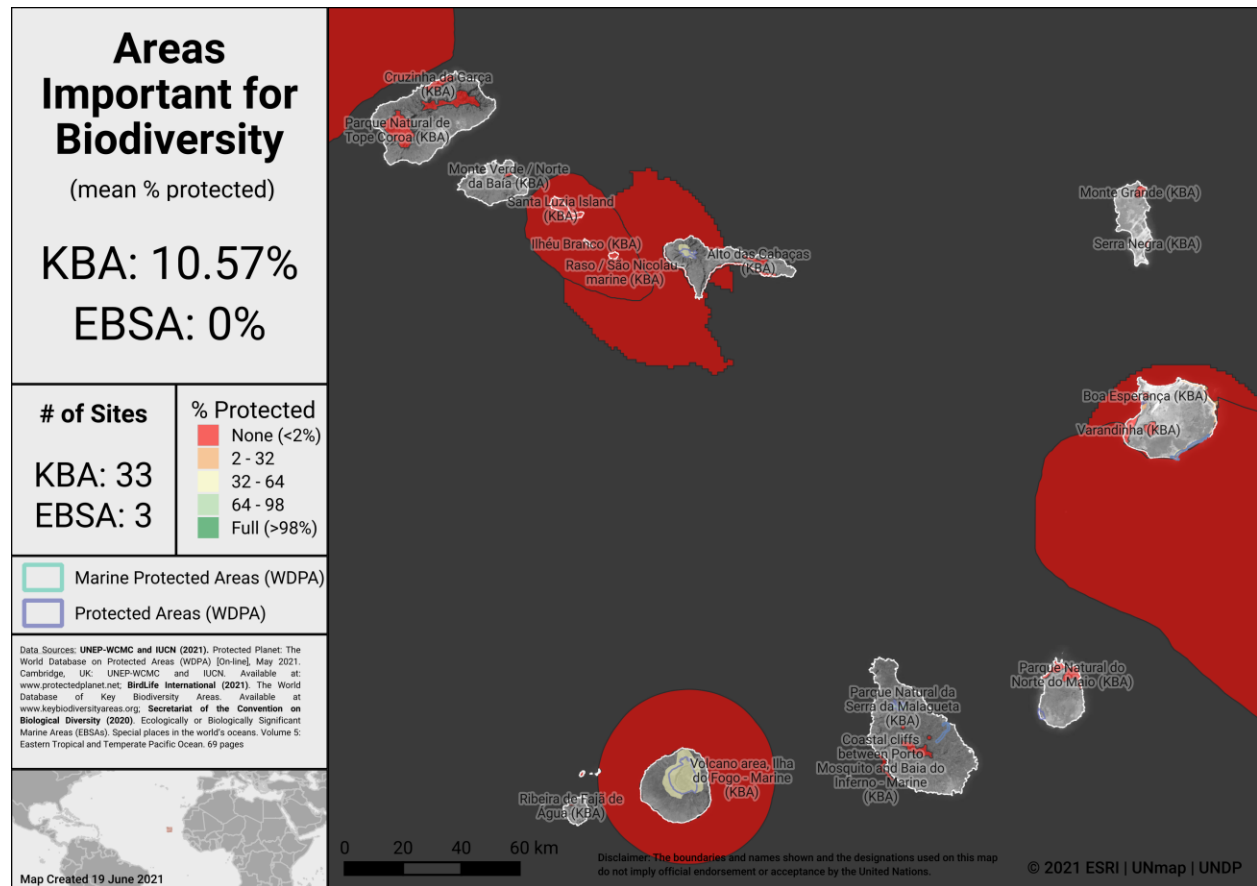 Areas
Important for
Biodiversity
(mean % protected)
KBA: 10.57%
EBSA: 0%
# of Sites
KBA: 33
EBSA: 3
% Protected
None (<2%)
2 - 32
32 - 64
64 - 98
Full (>98%)
Marine Protected Areas (WDPA)
Protected Areas (WDPA)
Data Sources: UNEP-WCMC and IUCN (2021). Protected Planet: The
World Database on Protected Areas (WDPA) [On-line], May 2021.
Cambridge, UK: UNEP-WCMC and IUCN. Available at:
www.protectedplanet.net; BirdLife International (2021). The World
Database of Key Biodiversity Areas. Available at
www.keybiodiversityareas.org; Secretariat of the Convention on
Biological Diversity (2020). Ecologically or Biologically Significant
Marine Areas (EBSAs). Special places in the world's oceans. Volume 5:
Eastern Tropical and Temperate Pacific Ocean. 69 pages
Map Created 19 June 2021
Cruzinha da Garça
(KBA)
Parque Natural de
Tope Coroa (KBA)
Monte Verde / Norte
da Baía (KBA)
Santa Luzia Island
(KBA)
Ilhéu Branco (KBA)
Raso / São Nicolau
marine (KBA)
Alto das Cabaças
(KBA)
Monte Grande (KBA)
Serra Negra (KBA)
Boa Esperança (KBA)
Varandinha (KBA)
Parque Natural do
Norte do Maio (KBA)
Parque Natural da
Serra da Malagueta
(KBA)
Coastal cliffs
between Porto
Mosquito and Baia do
Inferno - Marine
(KBA)
Volcano area, Ilha
do Fogo - Marine
(KBA)
Ribeira de Fajã de
Água (KBA)
0 20 40 60 km
Disclaimer: The boundaries and names shown and the designations used on this map
do not imply official endorsement or acceptance by the United Nations.
© 2021 ESRI | UNmap | UNDP